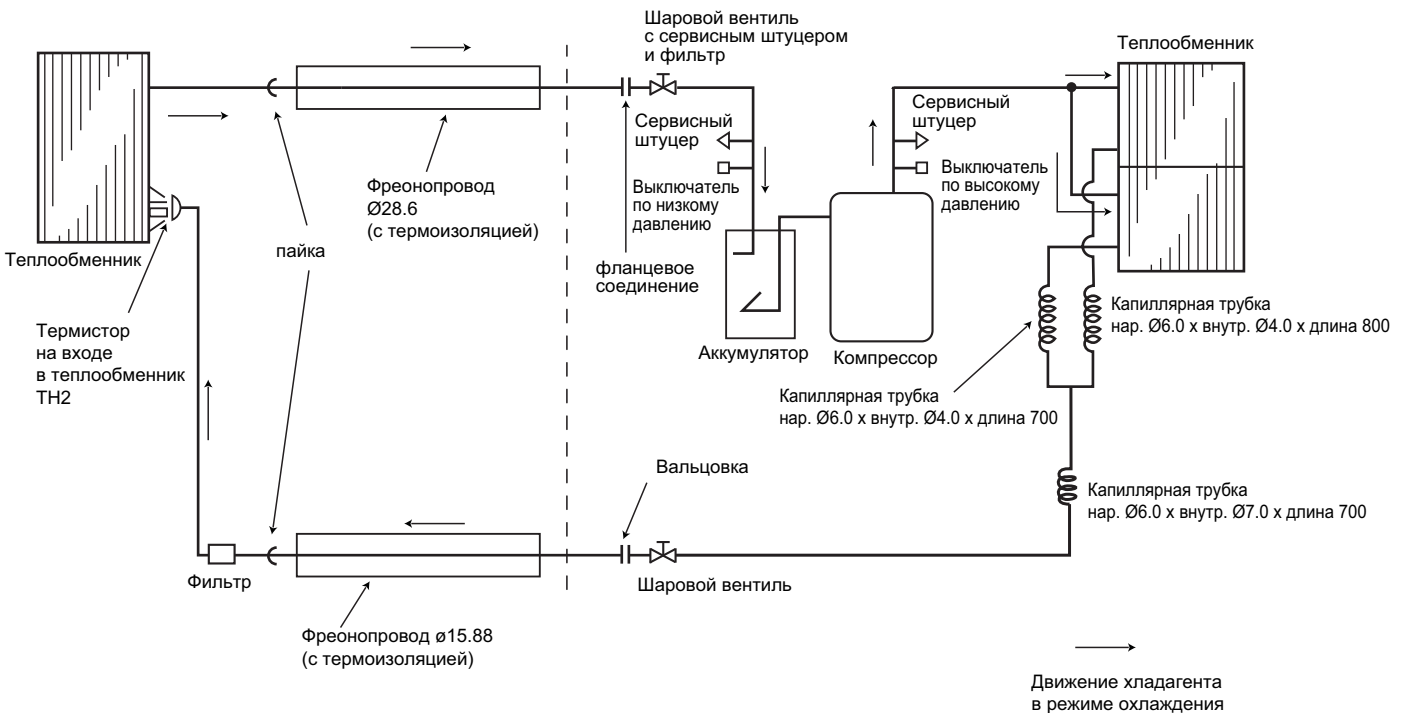 Шаровой вентиль
с сервисным штуцером
и фильтр
Теплообменник
Сервисный
штуцер
Сервисный
штуцер
Выключатель
по низкому
давлению
Выключатель
по высокому
давлению
Фреонопровод
Ø28.6
(с термоизоляцией)
пайка
Теплообменник
фланцевое
соединение
Термистор
на входе
в теплообменник
TH2
Аккумулятор
Компрессор
Капиллярная трубка
нар. Ø6.0 x внутр. Ø4.0 x длина 800
Капиллярная трубка
нар. Ø6.0 x внутр. Ø4.0 x длина 700
Вальцовка
Капиллярная трубка
нар. Ø6.0 x внутр. Ø7.0 x длина 700
Фильтр
Шаровой вентиль
Фреонопровод ø15.88
(с термоизоляцией)
Движение хладагента
в режиме охлаждения